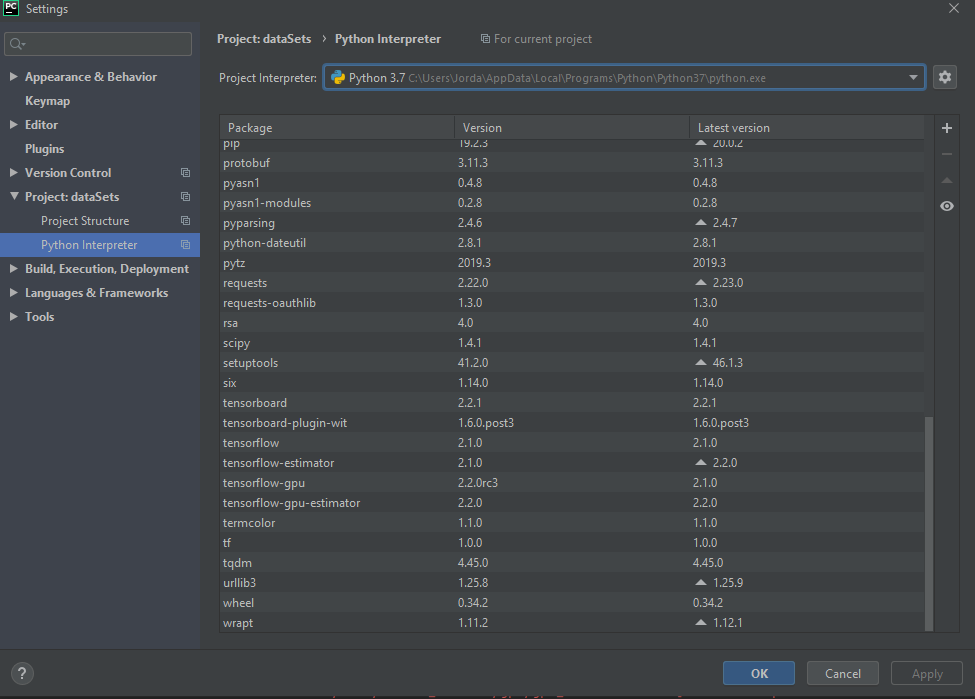 PC Settings
Project: dataSets › Python Interpreter For current project
Project Interpreter: Python 3.7 C:\Users\Jorda\AppData\Local\Programs\Python\Python37\python.exe
Appearance & Behavior
Keymap
Editor
Plugins
Version Control
Project: dataSets
Project Structure
Python Interpreter
Build, Execution, Deployment
Languages & Frameworks
Tools
Package Version Latest version
pip 19.2.3 20.0.2
protobuf 3.11.3 3.11.3
pyasn1 0.4.8 0.4.8
pyasn1-modules 0.2.8 0.2.8
pyparsing 2.4.6 2.4.7
python-dateutil 2.8.1 2.8.1
pytz 2019.3 2019.3
requests 2.22.0 2.23.0
requests-oauthlib 1.3.0 1.3.0
rsa 4.0 4.0
scipy 1.4.1 1.4.1
setuptools 41.2.0 46.1.3
six 1.14.0 1.14.0
tensorboard 2.2.1 2.2.1
tensorboard-plugin-wit 1.6.0.post3 1.6.0.post3
tensorflow 2.1.0 2.1.0
tensorflow-estimator 2.1.0 2.2.0
tensorflow-gpu 2.2.0rc3 2.1.0
tensorflow-gpu-estimator 2.2.0 2.2.0
termcolor 1.1.0 1.1.0
tf 1.0.0 1.0.0
tqdm 4.45.0 4.45.0
urllib3 1.25.8 1.25.9
wheel 0.34.2 0.34.2
wrapt 1.11.2 1.12.1
? OK Cancel Apply